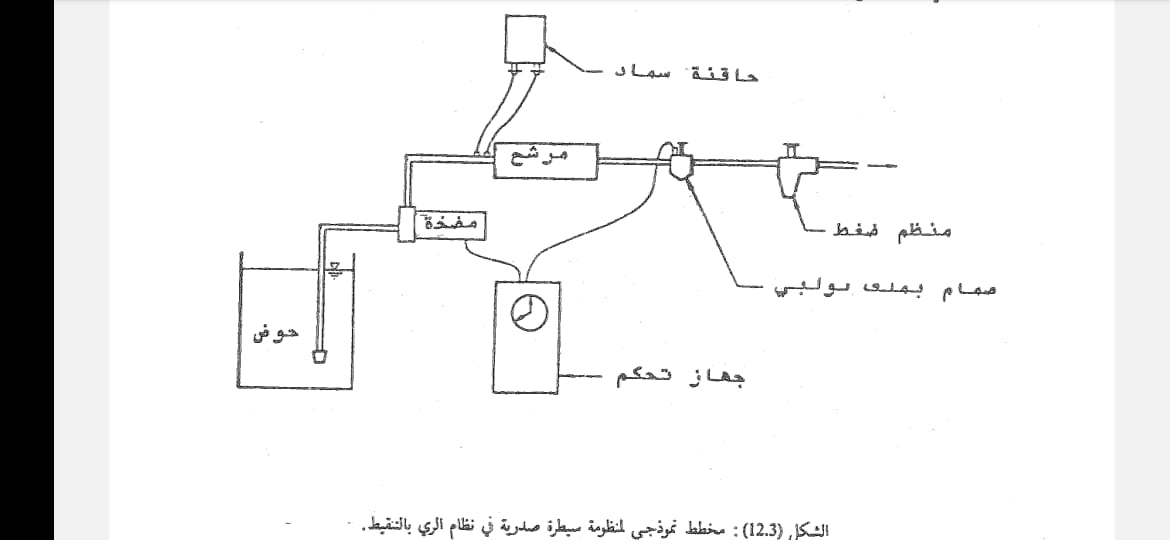 حاقنة سماد
مرشح
مضخة
منظم ضغط
صمام بملف لولبي
حوض
جهاز تحكم
الشكل (12.3) : مخطط نموذجي لمنظومة سيطرة صدرية في نظام الري بالتنقيط.